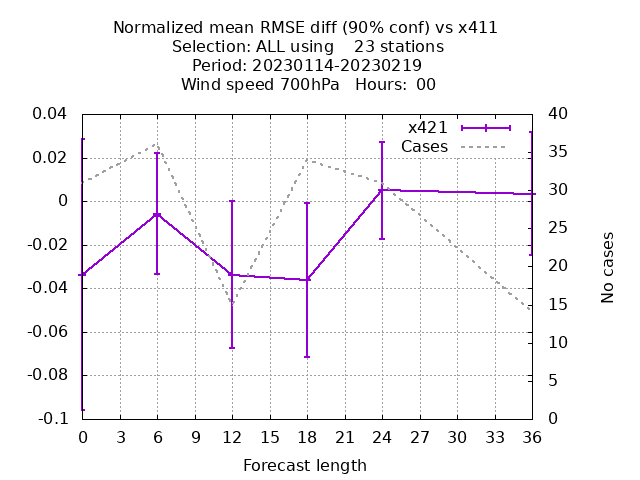 Normalized mean RMSE diff (90% conf) vs x411
Selection: ALL using    23 stations
Period: 20230114-20230219
Wind speed 700hPa   Hours:  00
x421
Cases
0.04
0.02
0
-0.02
-0.04
-0.06
-0.08
-0.1
40
35
30
25
20
15
10
5
0
No cases
0 3 6 9 12 15 18 21 24 27 30 33 36
Forecast length